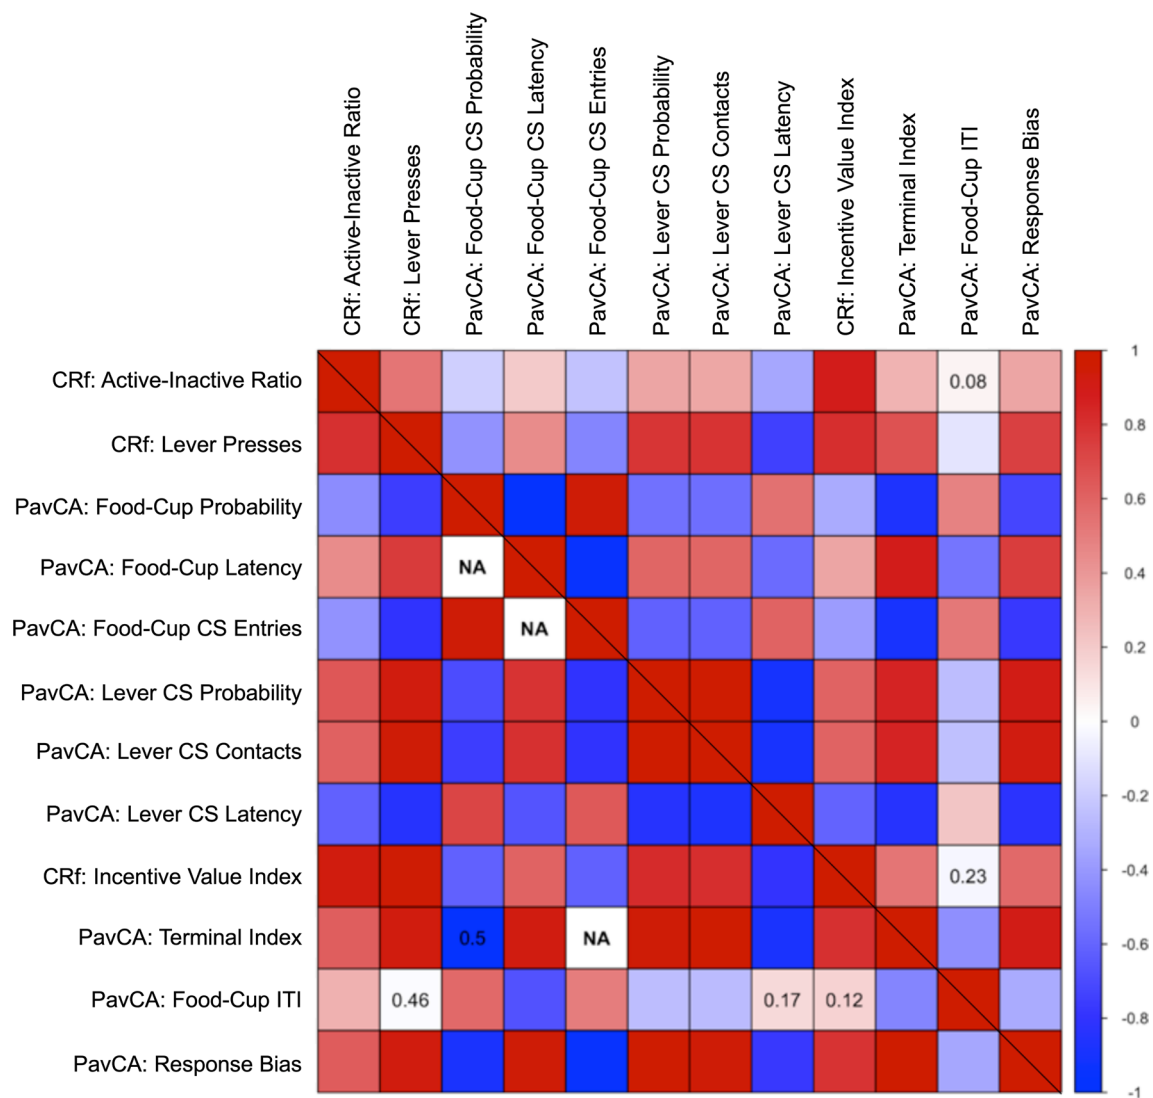 CRf: Active-Inactive Ratio
CRf: Lever Presses
PavCA: Food-Cup CS Probability
PavCA: Food-Cup CS Latency
PavCA: Food-Cup CS Entries
PavCA: Lever CS Probability
PavCA: Lever CS Contacts
PavCA: Lever CS Latency
CRf: Incentive Value Index
PavCA: Terminal Index
PavCA: Food-Cup ITI
PavCA: Response Bias
CRf: Active-Inactive Ratio
0.08
CRf: Lever Presses
PavCA: Food-Cup Probability
PavCA: Food-Cup Latency
NA
PavCA: Food-Cup CS Entries
NA
PavCA: Lever CS Probability
PavCA: Lever CS Contacts
PavCA: Lever CS Latency
CRf: Incentive Value Index
0.23
PavCA: Terminal Index
0.5
NA
PavCA: Food-Cup ITI
0.46
0.17
0.12
PavCA: Response Bias
1
0.8
0.6
0.4
0.2
0
-0.2
-0.4
-0.6
-0.8
-1